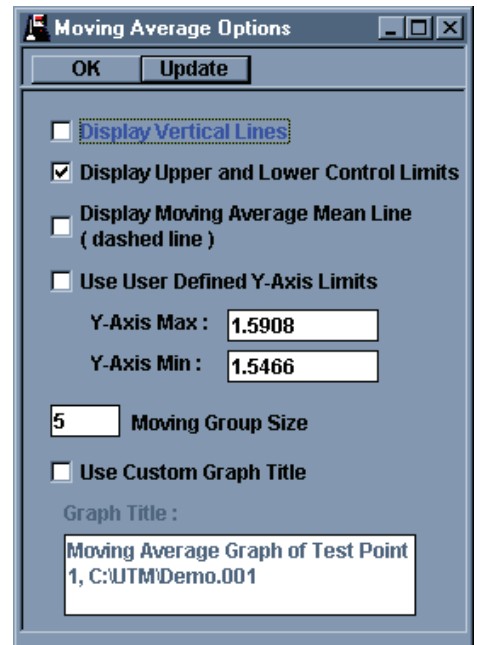 Moving Average Options
OK Update
Display Vertical Lines
Display Upper and Lower Control Limits
Display Moving Average Mean Line
( dashed line )
Use User Defined Y-Axis Limits
Y-Axis Max : 1.5908
Y-Axis Min : 1.5466
5 Moving Group Size
Use Custom Graph Title
Graph Title :
Moving Average Graph of Test Point
1, C:\UTM\Demo.001